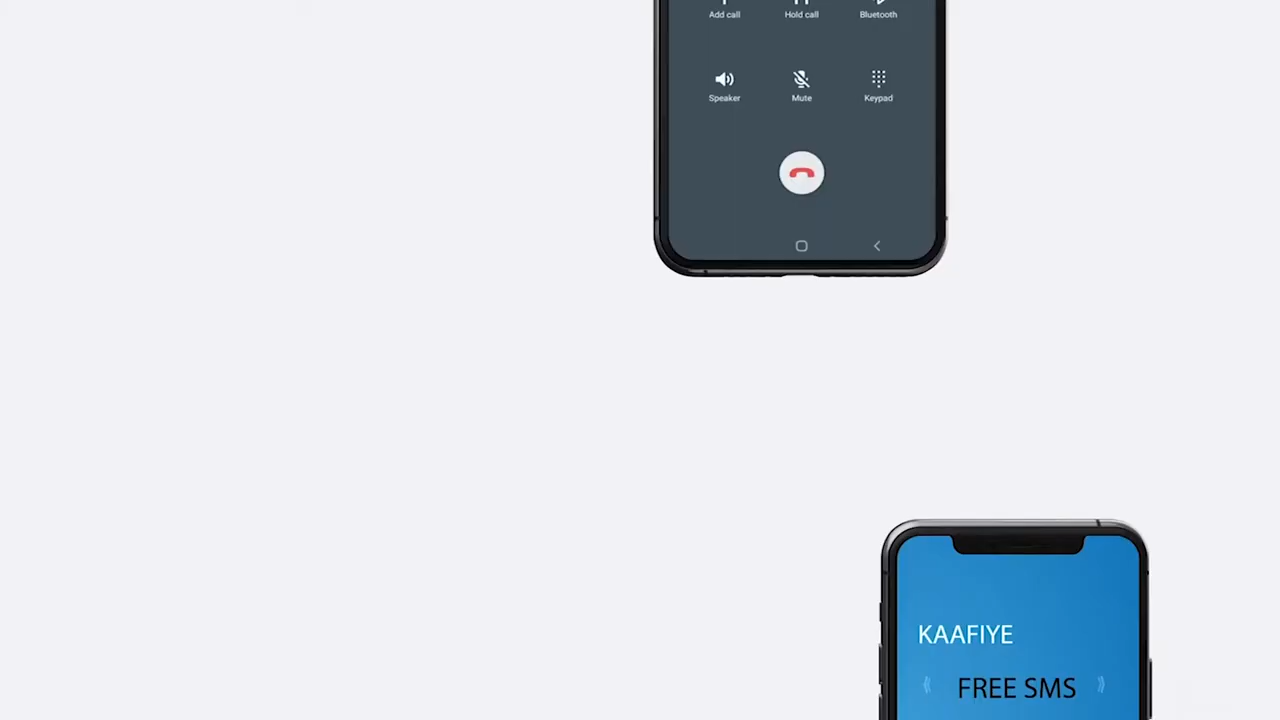 Add call Hold call Bluetooth
Speaker Mute Keypad
KAAFIYE
FREE SMS